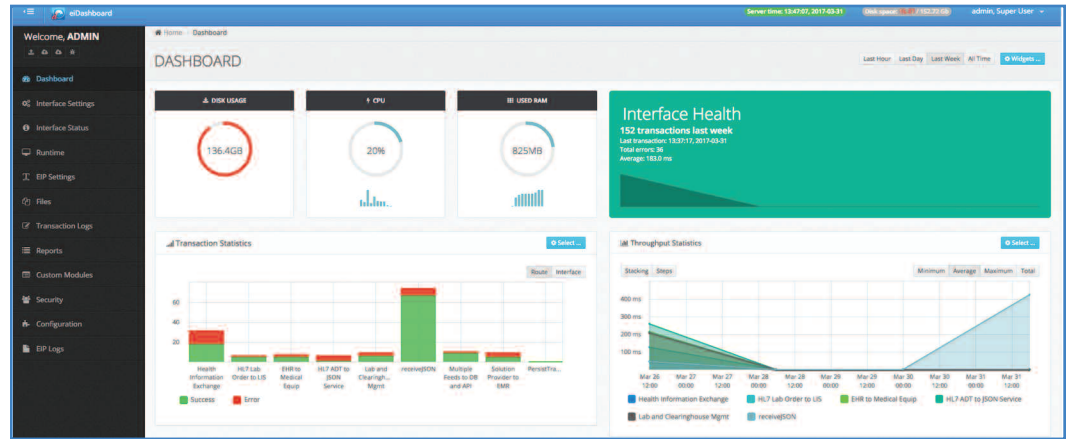 eiDashboard
Server time: 13:47:07, 2017-03-31
admin, Super User
Welcome, ADMIN
Dashboard
Interface Settings
Interface Status
Runtime
EIP Settings
Files
Transaction Logs
Reports
Custom Modules
Security
Configuration
EIP Logs
Home Dashboard
DASHBOARD
Last Hour Last Day Last Week All Time Widgets ...
DISK USAGE
136.4GB
CPU
20%
USED RAM
825MB
Interface Health
152 transactions last week
Last transaction: 13:37:17, 2017-03-31
Total errors: 36
Average: 183.0 ms
Transaction Statistics
Select ...
Route Interface
60
40
20
Health Information Exchange
HL7 Lab Order to LIS
EHR to Medical Equip
HL7 ADT to JSON Service
Lab and Clearingh... Mgmt
receiveJSON
Multiple Feeds to DB and API
Solution Provider to EMR
PersistTra...
Success Error
Throughput Statistics
Select ...
Stacking Steps
Minimum Average Maximum Total
400 ms
300 ms
200 ms
100 ms
Mar 26 12:00
Mar 27 00:00
Mar 27 12:00
Mar 28 00:00
Mar 28 12:00
Mar 29 00:00
Mar 29 12:00
Mar 30 00:00
Mar 30 12:00
Mar 31 00:00
Mar 31 12:00
Health Information Exchange HL7 Lab Order to LIS EHR to Medical Equip HL7 ADT to JSON Service
Lab and Clearinghouse Mgmt receiveJSON